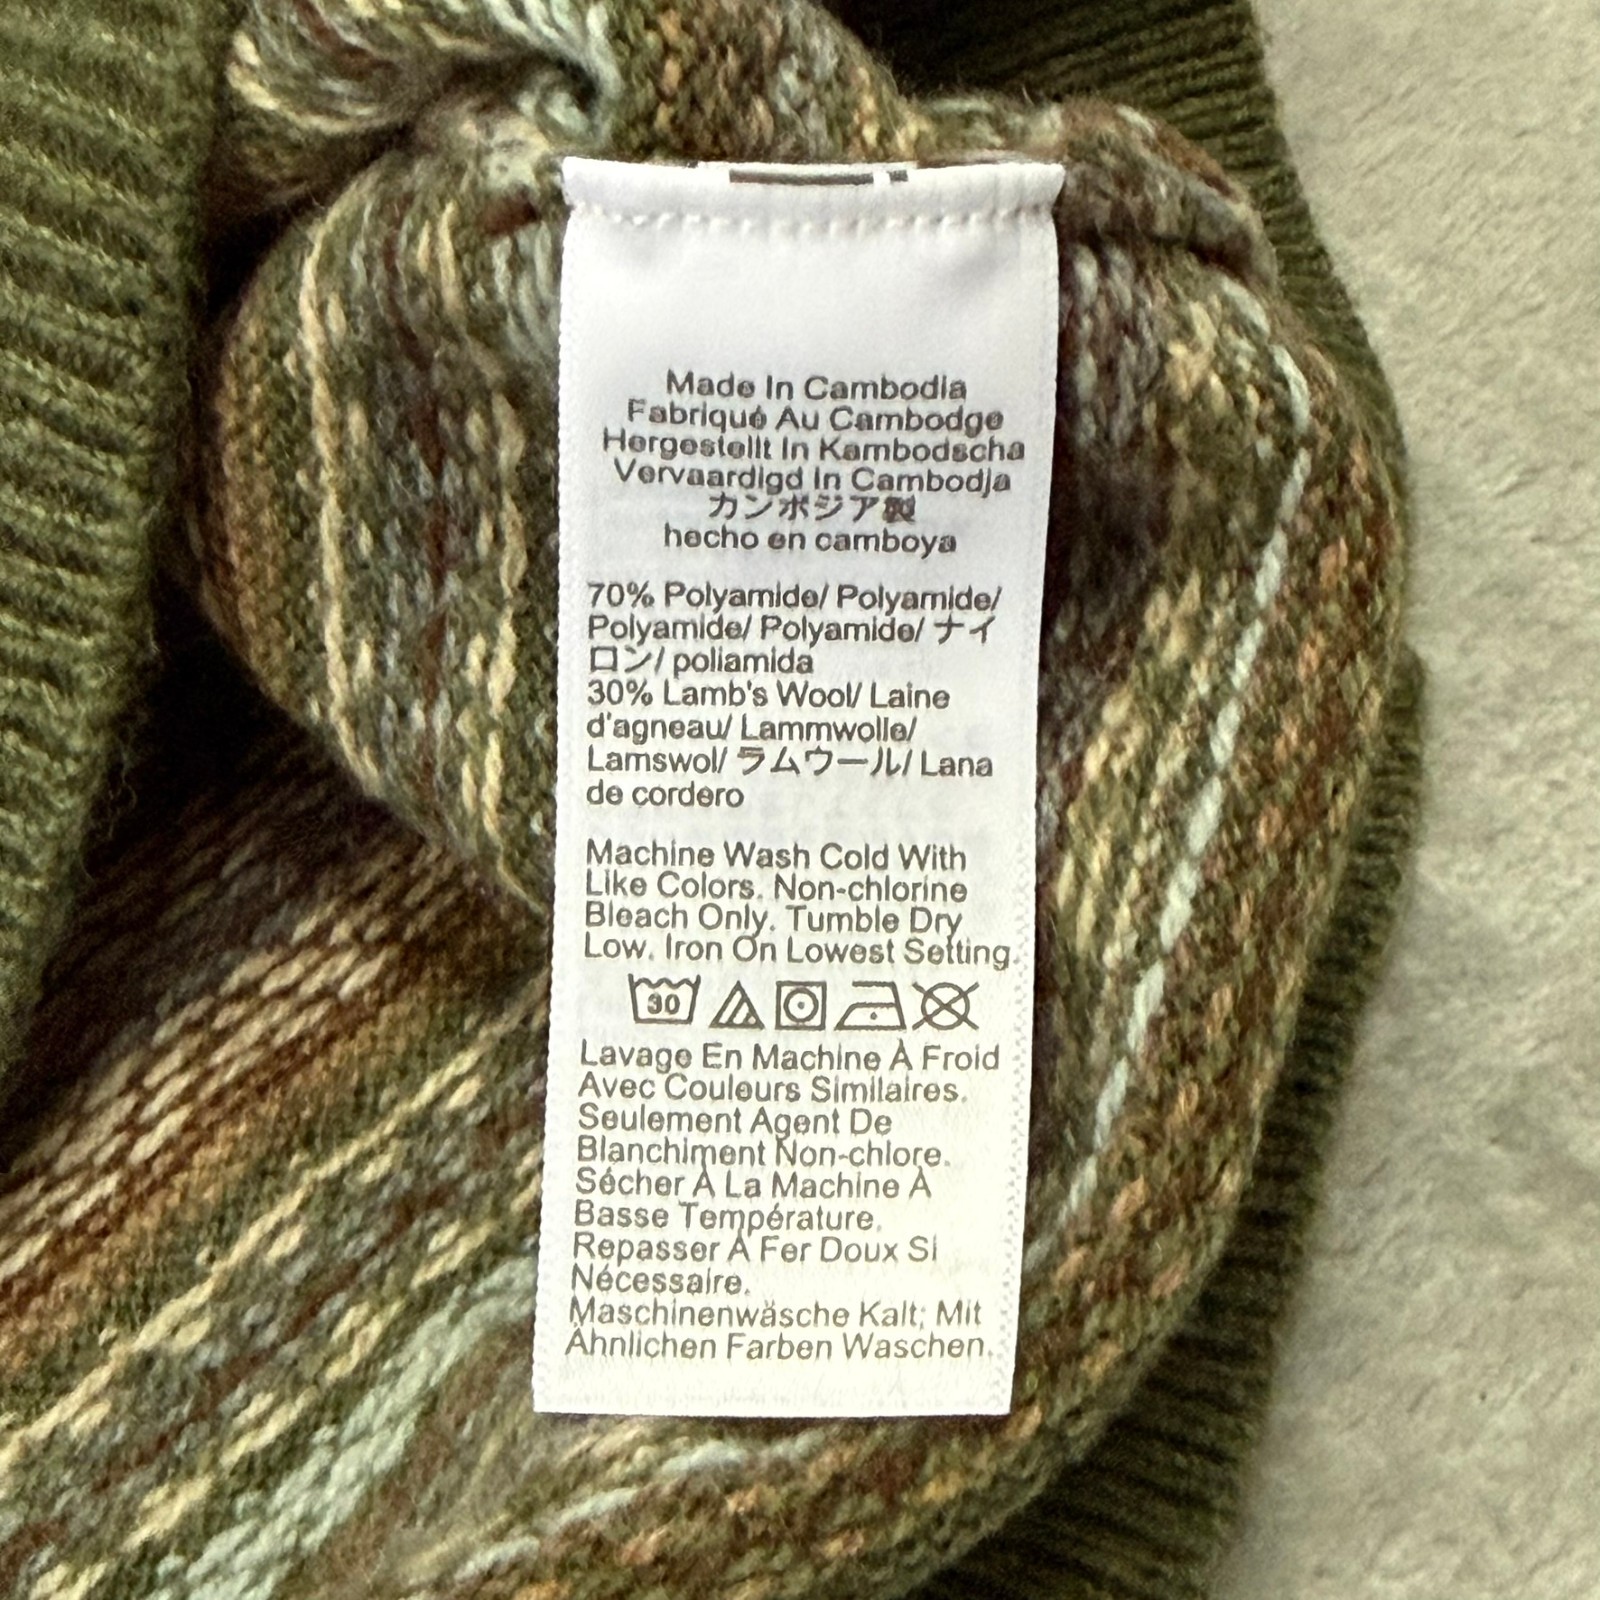 Made In Cambodia
Fabriqué Au Cambodge
Hergestellt In Kambodscha
Vervaardigd In Cambodja
カンボジア製
hecho en camboya
70% Polyamide/ Polyamide/
Polyamide/ Polyamide/ ナイ
ロン/ poliamida
30% Lamb's Wool/ Laine
d'agneau/ Lammwolle/
Lamswol/ ラムウール/ Lana
de cordero
Machine Wash Cold With
Like Colors. Non-chlorine
Bleach Only. Tumble Dry
Low. Iron On Lowest Setting.
30
Lavage En Machine À Froid
Avec Couleurs Similaires.
Seulement Agent De
Blanchiment Non-chlore.
Sécher À La Machine À
Basse Température.
Repasser À Fer Doux Si
Nécessaire.
Maschinenwäsche Kalt; Mit
Ähnlichen Farben Waschen.